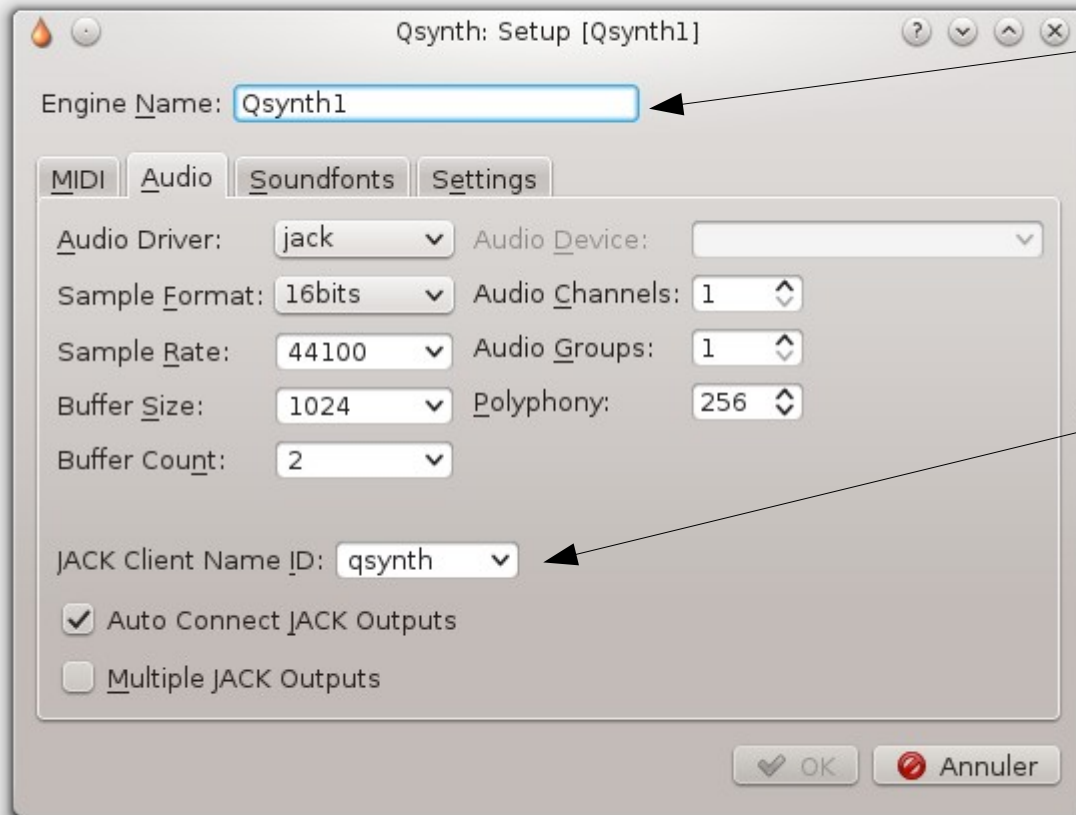 Qsynth: Setup [Qsynth1]
Engine Name: Qsynth1
MIDI Audio Soundfonts Settings
Audio Driver: jack Audio Device:
Sample Format: 16bits Audio Channels: 1
Sample Rate: 44100 Audio Groups: 1
Buffer Size: 1024 Polyphony: 256
Buffer Count: 2
JACK Client Name ID: qsynth
Auto Connect JACK Outputs
Multiple JACK Outputs
OK Annuler